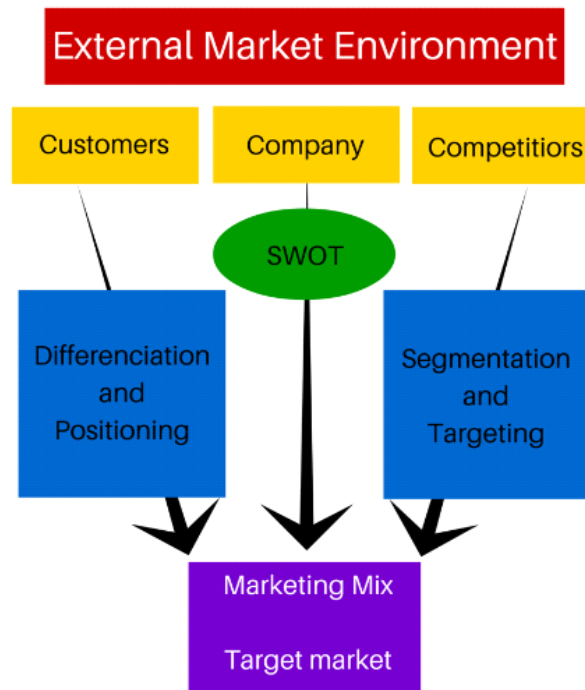 External Market Environment
Customers
Company
Competitiors
SWOT
Differenciation
and
Positioning
Segmentation
and
Targeting
Marketing Mix
Target market